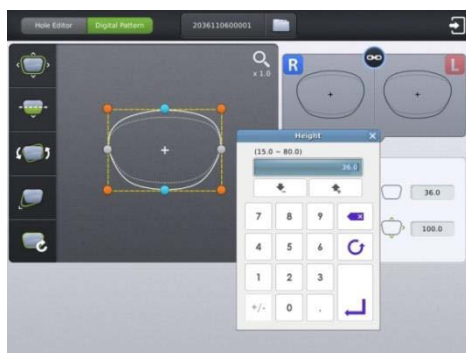 Hole Editor
Digital Pattern
2036110600001
x 1.0
R
L
Height
(15.0 ~ 80.0)
36.0
7 8 9
4 5 6
1 2 3
+/- 0 .
36.0
100.0